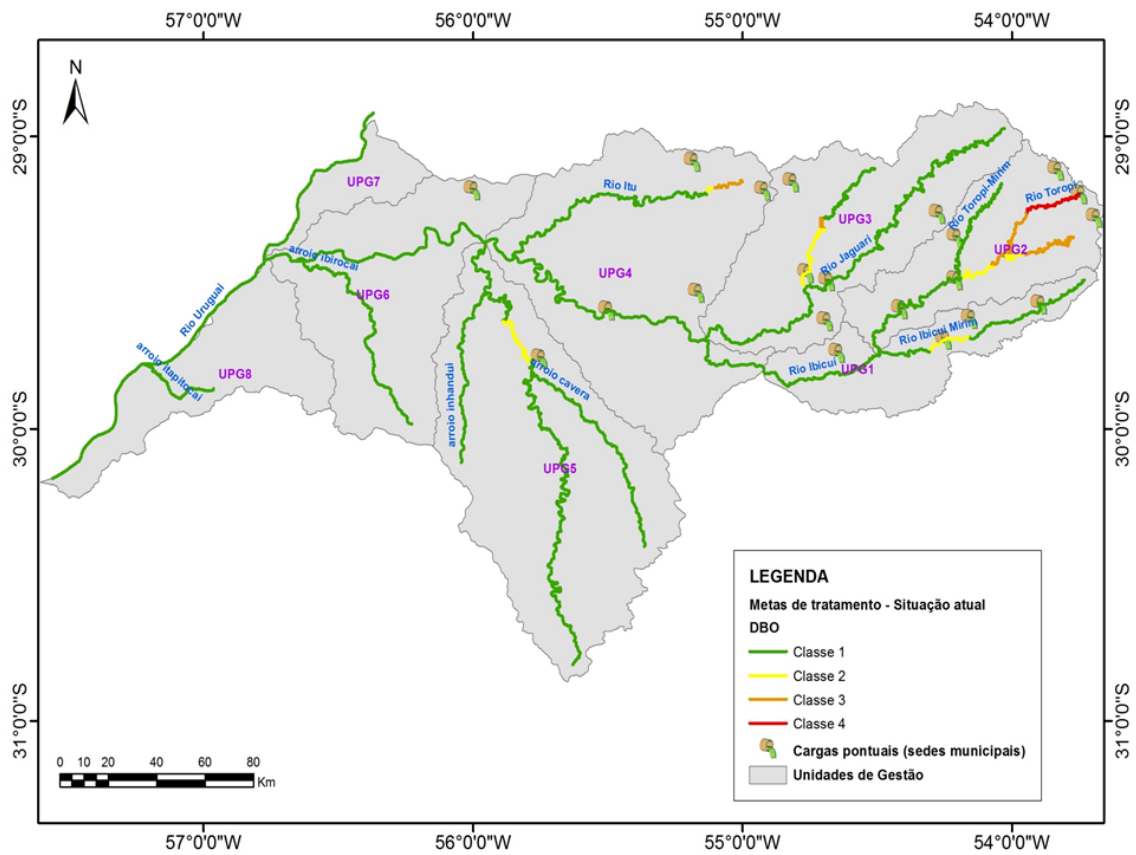 57°0'0"W
56°0'0"W
55°0'0"W
54°0'0"W
N
29°0'0"S
29°0'0"S
UPG7
Rio Itu
Rio Toropi-Mirim
Rio Toropi
UPG3
UPG2
arroio Ibirocai
Rio Jaguari
UPG4
UPG6
Rio Uruguai
Rio Ibicui Mirim
arroio itapitocai
UPG8
arroio cavera
Rio Ibicui
UPG1
arroio inhandui
30°0'0"S
30°0'0"S
UPG5
LEGENDA
Metas de tratamento - Situação atual
DBO
Classe 1
Classe 2
Classe 3
Classe 4
Cargas pontuais (sedes municipais)
Unidades de Gestão
31°0'0"S
31°0'0"S
0 10 20 40 60 80
Km
57°0'0"W
56°0'0"W
55°0'0"W
54°0'0"W